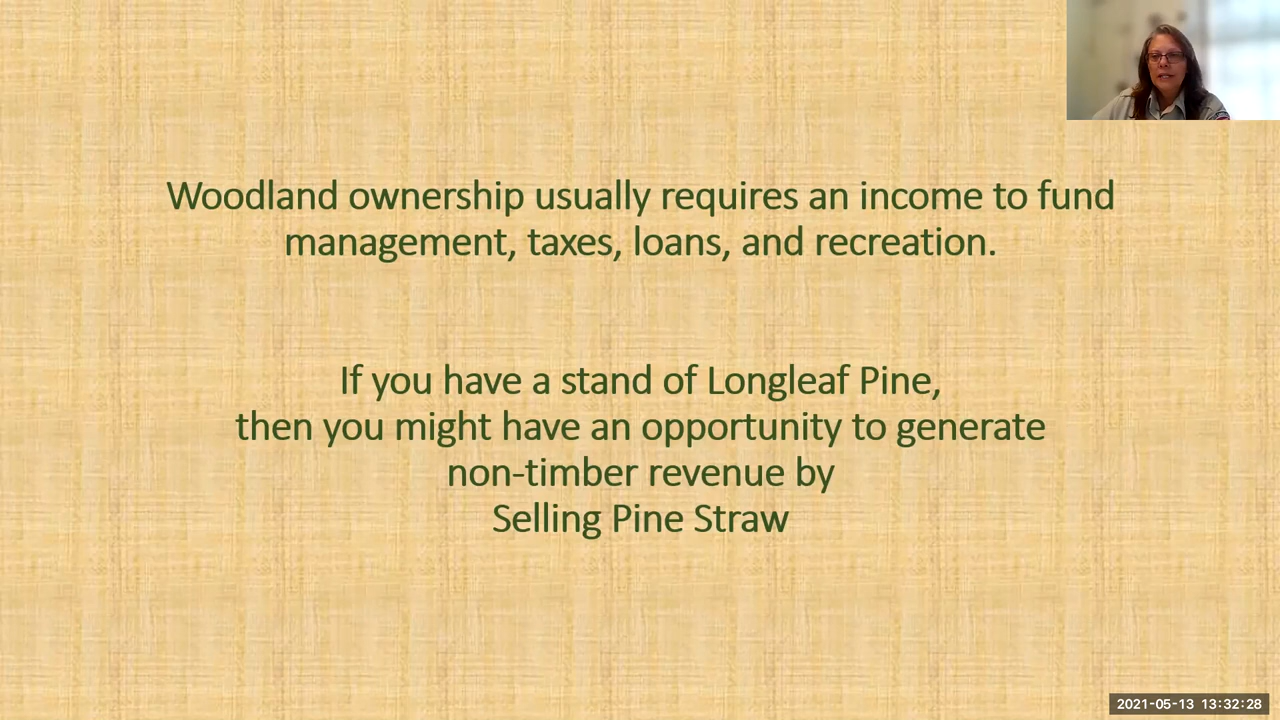 Woodland ownership usually requires an income to fund
management, taxes, loans, and recreation.
If you have a stand of Longleaf Pine,
then you might have an opportunity to generate
non-timber revenue by
Selling Pine Straw
2021-05-13 13:32:28